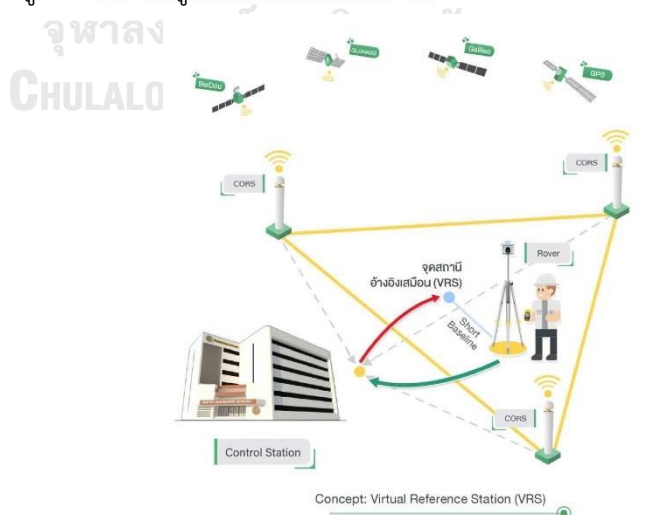 จุฬาลง
CHULALO
BeiDou
GLONASS
Galileo
GPS
CORS
CORS
Rover
จุดสถานี
อ้างอิงเสมือน (VRS)
Short
Baseline
CORS
Control Station
Concept: Virtual Reference Station (VRS)